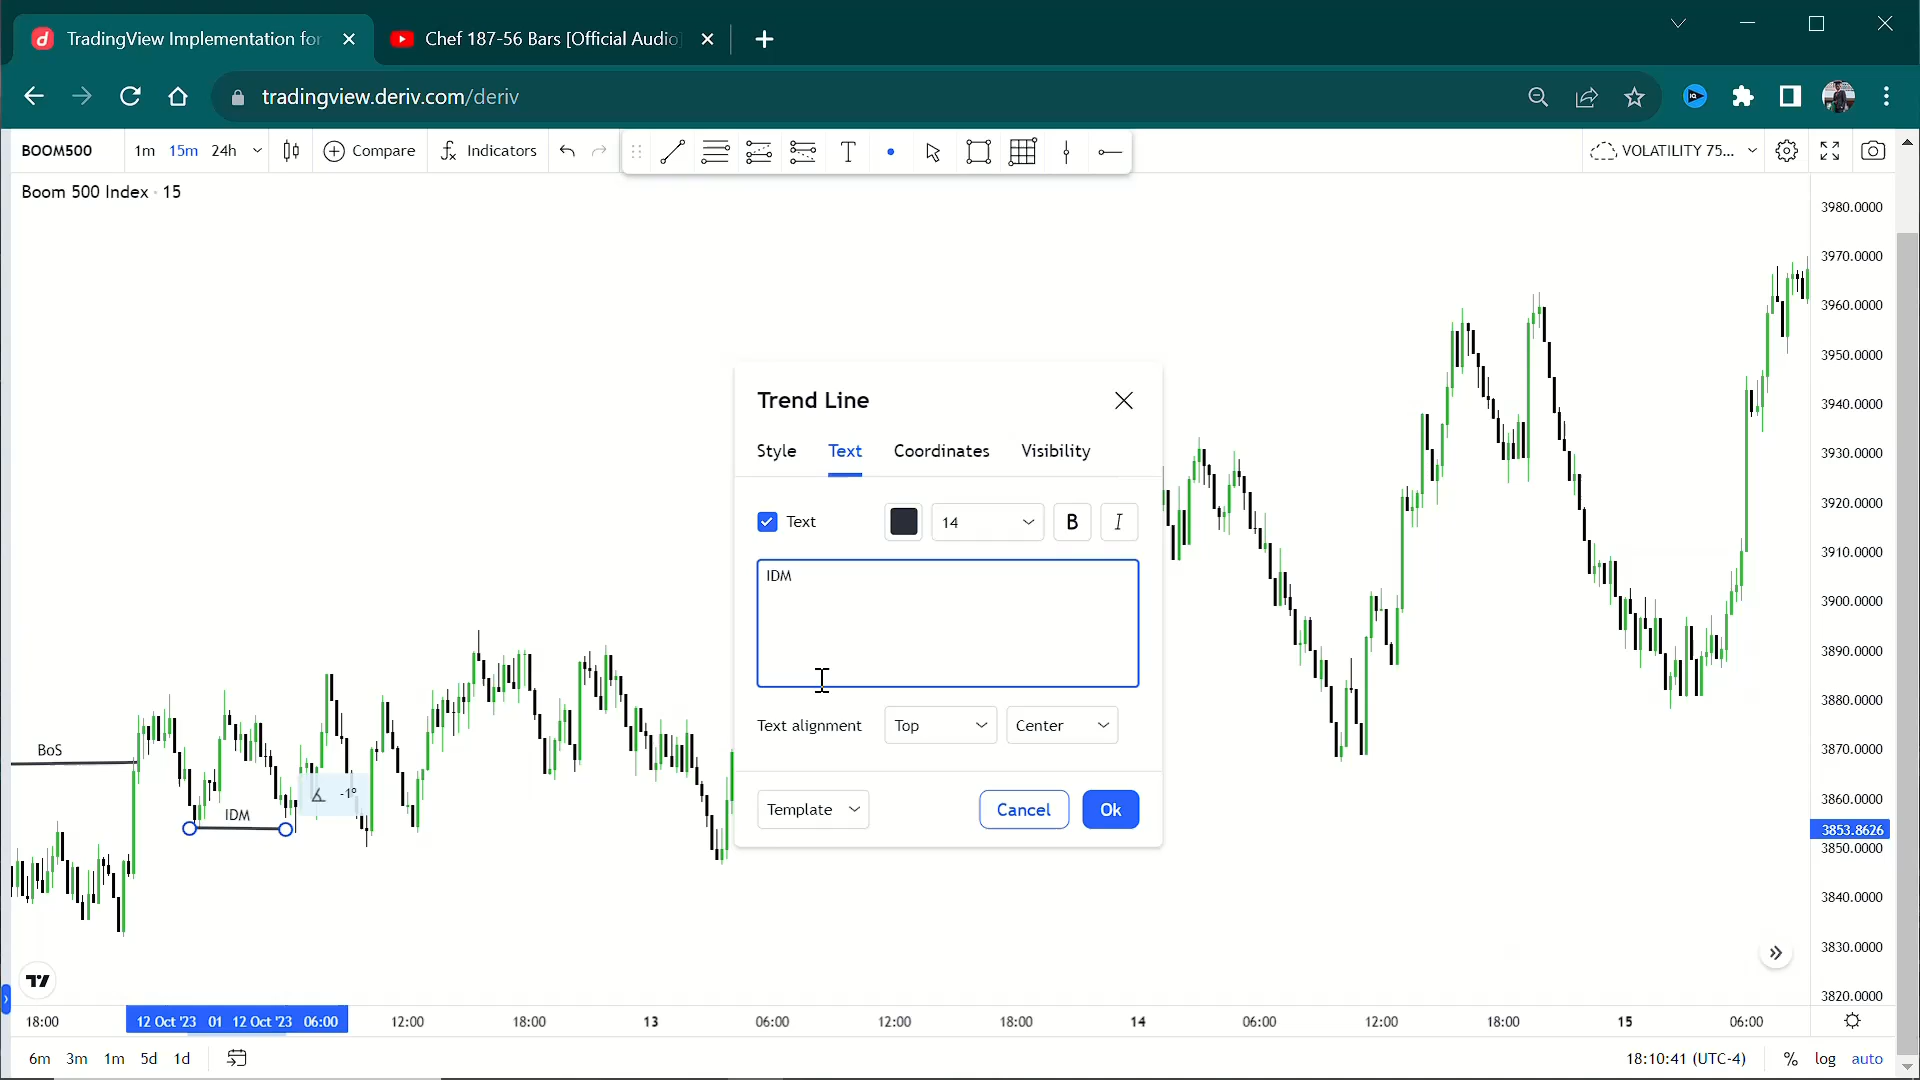 TradingView Implementation for
Chef 187-56 Bars [Official Audio]
tradingview.deriv.com/deriv
BOOM500
1m 15m 24h
Compare
Indicators
VOLATILITY 75...
Boom 500 Index · 15
3980.0000
3970.0000
3960.0000
3950.0000
3940.0000
3930.0000
3920.0000
3910.0000
3900.0000
3890.0000
3880.0000
3870.0000
3860.0000
3853.8626
3850.0000
3840.0000
3830.0000
3820.0000
Trend Line
Style Text Coordinates Visibility
Text
14
B
I
IDM
Text alignment Top Center
Template Cancel Ok
BoS
IDM
-1°
18:00 12 Oct '23 01 12 Oct '23 06:00 12:00 18:00 13 06:00 12:00 18:00 14 06:00 12:00 18:00 15 06:00
6m 3m 1m 5d 1d
18:10:41 (UTC-4) % log auto